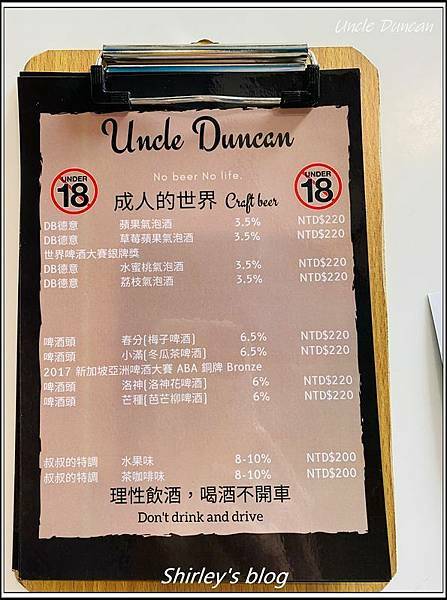 Uncle Duncan
Uncle Duncan
No beer No life.
UNDER 18
成人的世界 Craft beer
UNDER 18
DB德意 蘋果氣泡酒 3.5% NTD$220
DB德意 草莓蘋果氣泡酒 3.5% NTD$220
世界啤酒大賽銀牌獎
DB德意 水蜜桃氣泡酒 3.5% NTD$220
DB德意 荔枝氣泡酒 3.5% NTD$220
啤酒頭 春分(梅子啤酒) 6.5% NTD$220
啤酒頭 小滿(冬瓜茶啤酒) 6.5% NTD$220
2017 新加坡亞洲啤酒大賽 ABA 銅牌 Bronze
啤酒頭 洛神(洛神花啤酒) 6% NTD$220
啤酒頭 芒種(芭芒柳啤酒) 6% NTD$220
叔叔的特調 水果味 8-10% NTD$200
叔叔的特調 茶咖啡味 8-10% NTD$200
理性飲酒，喝酒不開車
Don't drink and drive
Shirley's blog